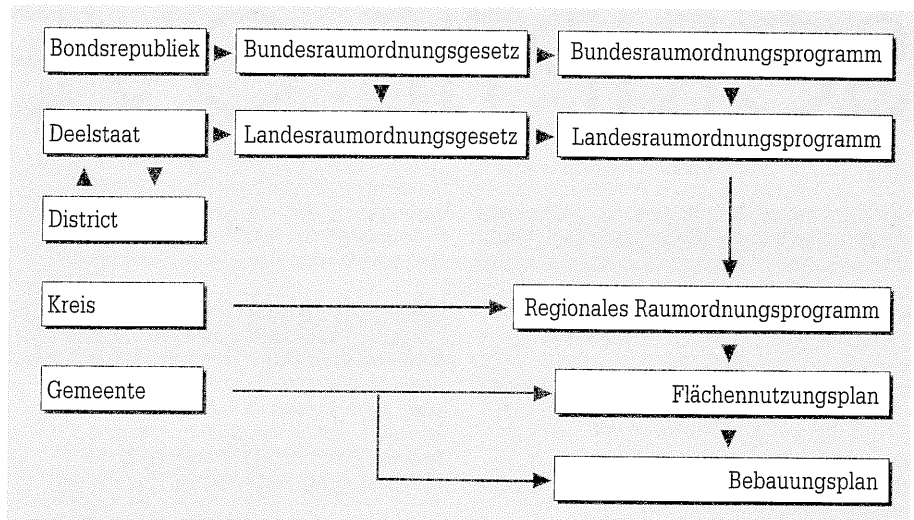 Bondsrepubliek
Bundesraumordnungsgesetz
Bundesraumordnungsprogramm
Deelstaat
Landesraumordnungsgesetz
Landesraumordnungsprogramm
District
Kreis
Regionales Raumordnungsprogramm
Gemeente
Flächennutzungsplan
Bebauungsplan